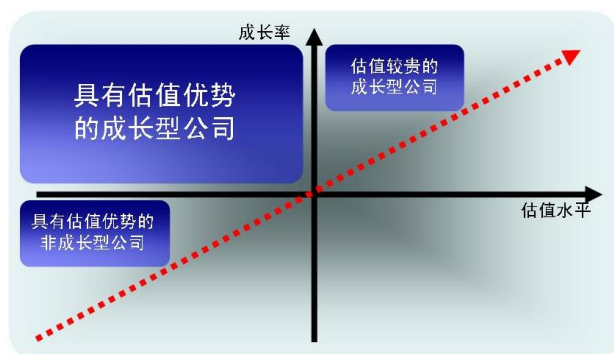 成长率
具有估值优势
的成长型公司
估值较贵的
成长型公司
估值水平
具有估值优势的
非成长型公司